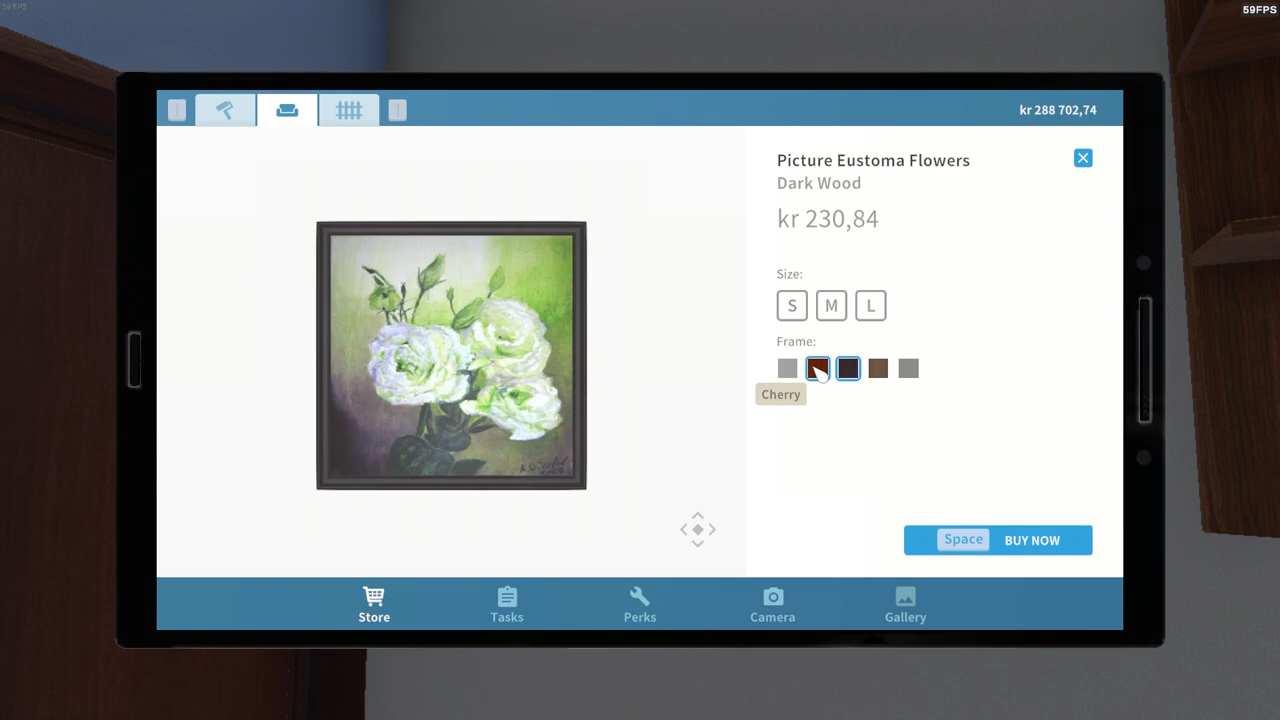 59FPS
59FPS
kr 288 702,74
Picture Eustoma Flowers
Dark Wood
kr 230,84
Size:
S M L
Frame:
Cherry
Space BUY NOW
Store Tasks Perks Camera Gallery